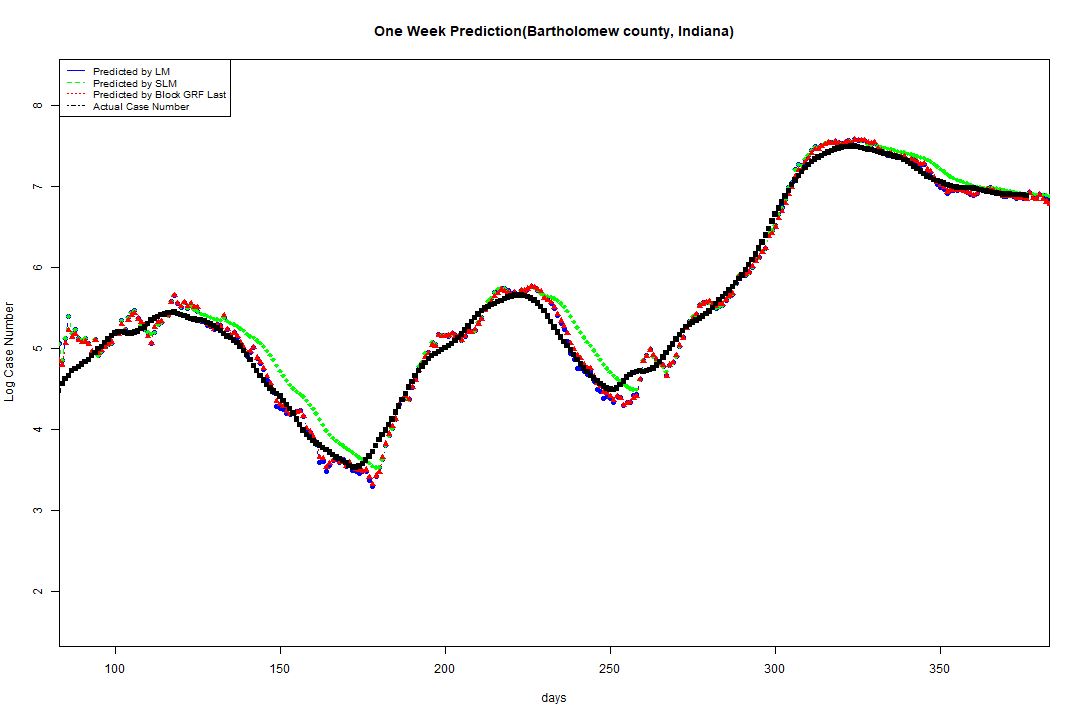 One Week Prediction(Bartholomew county, Indiana)
Predicted by LM
Predicted by SLM
Predicted by Block GRF Last
Actual Case Number
8
7
6
5
4
3
2
Log Case Number
100 150 200 250 300 350
days